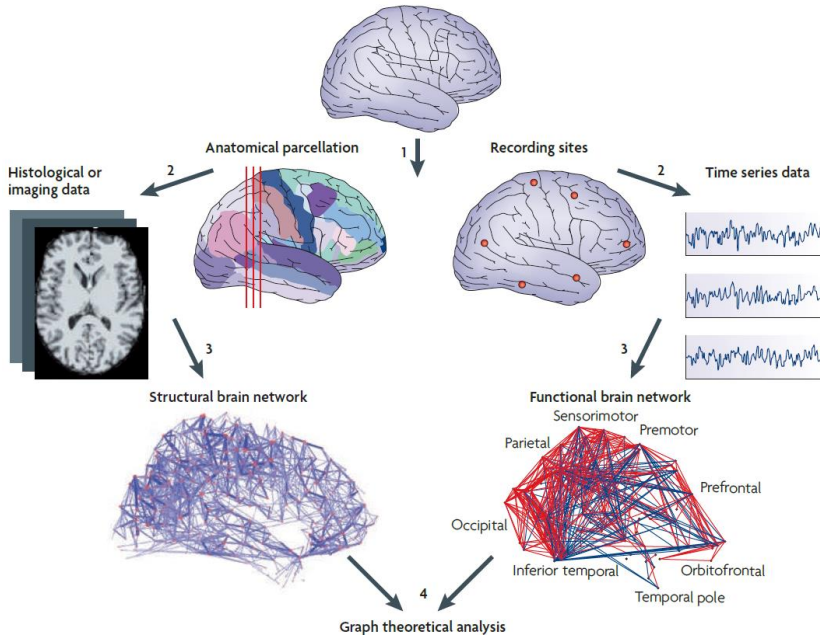 Anatomical parcellation
1
Recording sites
Histological or
imaging data
2
2
Time series data
3
3
Structural brain network
Functional brain network
Sensorimotor
Parietal
Premotor
Prefrontal
Occipital
Inferior temporal
Orbitofrontal
Temporal pole
4
Graph theoretical analysis